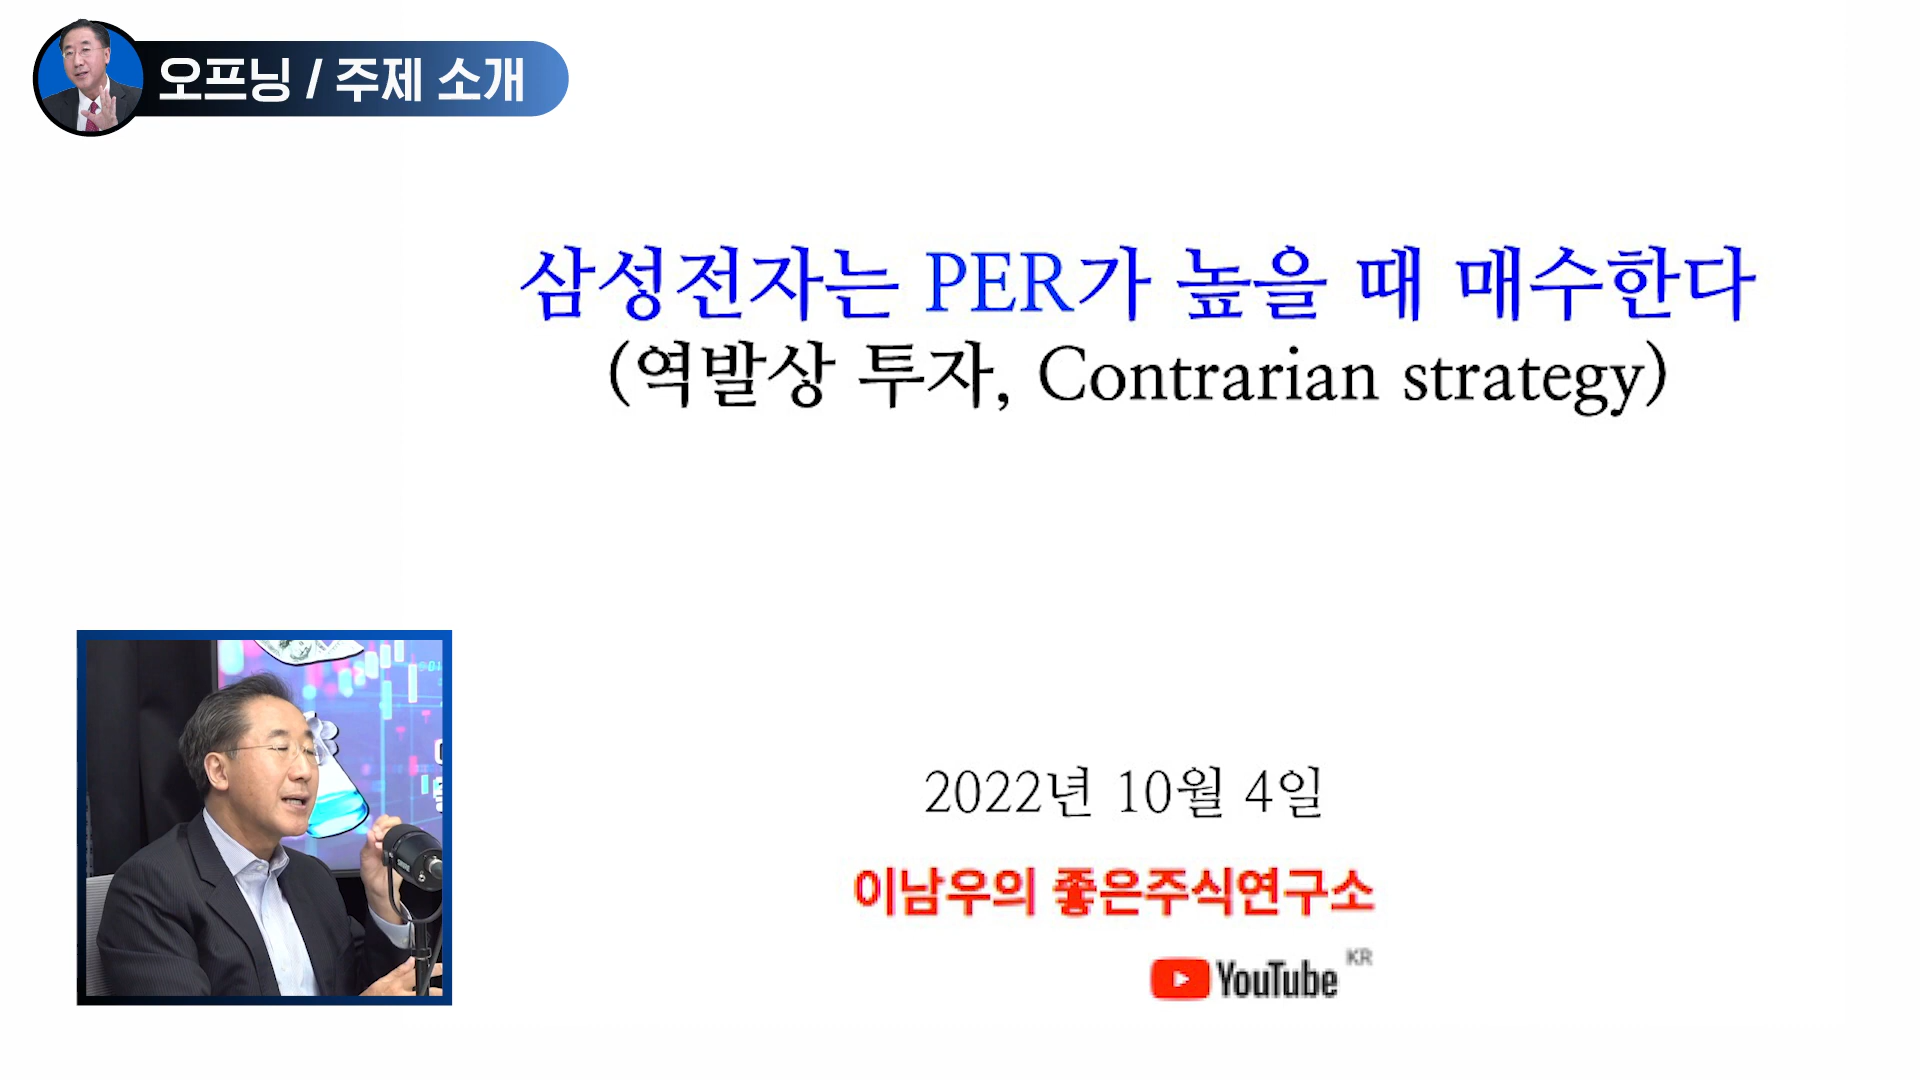 오프닝 / 주제 소개
삼성전자는 PER가 높을 때 매수한다
(역발상 투자, Contrarian strategy)
2022년 10월 4일
이남우의 좋은주식연구소
YouTube KR